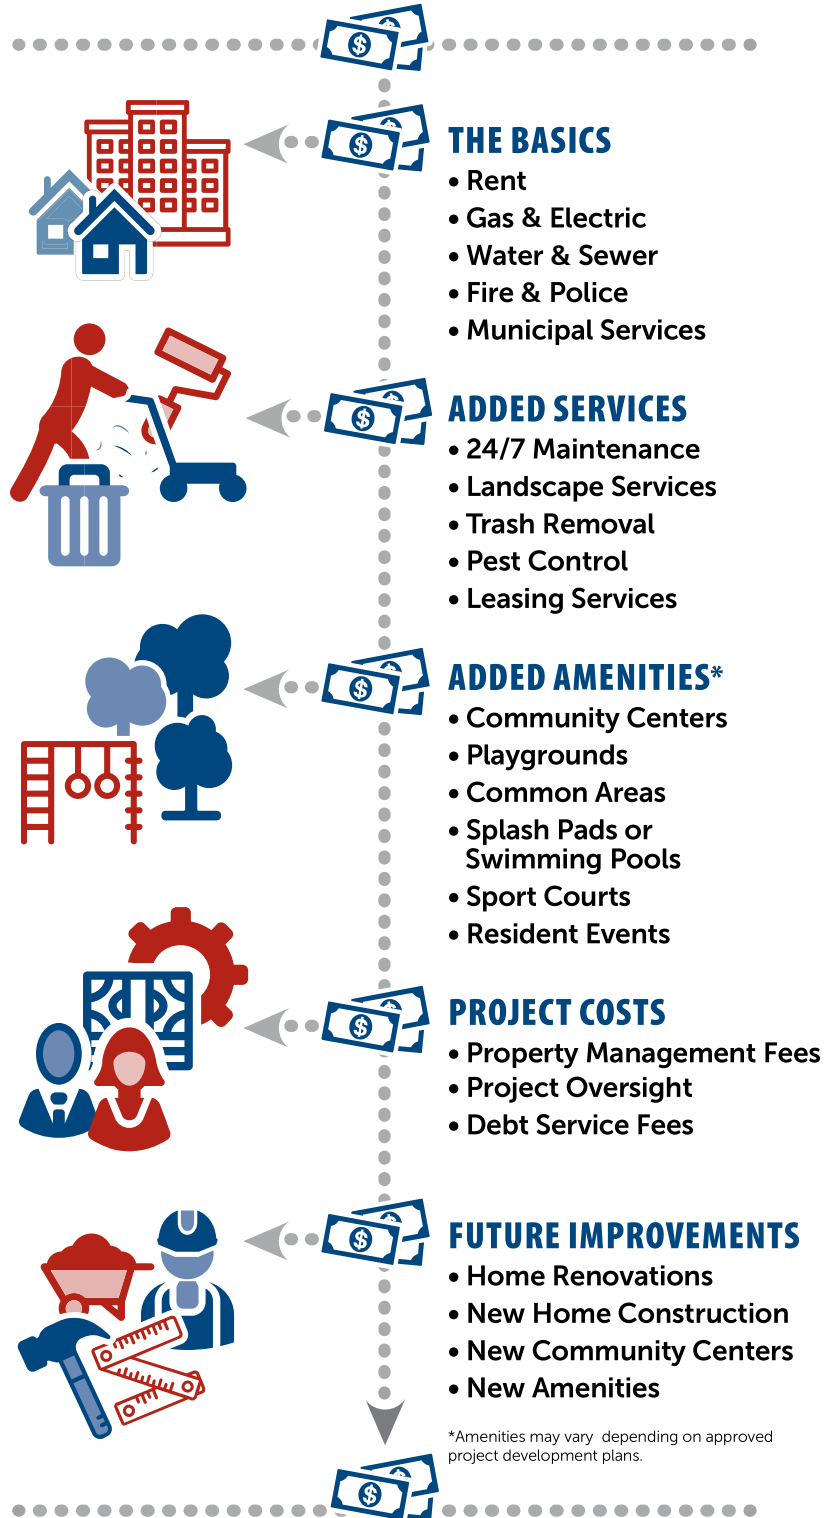 THE BASICS
• Rent
• Gas & Electric
• Water & Sewer
• Fire & Police
• Municipal Services
ADDED SERVICES
• 24/7 Maintenance
• Landscape Services
• Trash Removal
• Pest Control
• Leasing Services
ADDED AMENITIES*
• Community Centers
• Playgrounds
• Common Areas
• Splash Pads or
Swimming Pools
• Sport Courts
• Resident Events
PROJECT COSTS
• Property Management Fees
• Project Oversight
• Debt Service Fees
FUTURE IMPROVEMENTS
• Home Renovations
• New Home Construction
• New Community Centers
• New Amenities
*Amenities may vary depending on approved
project development plans.